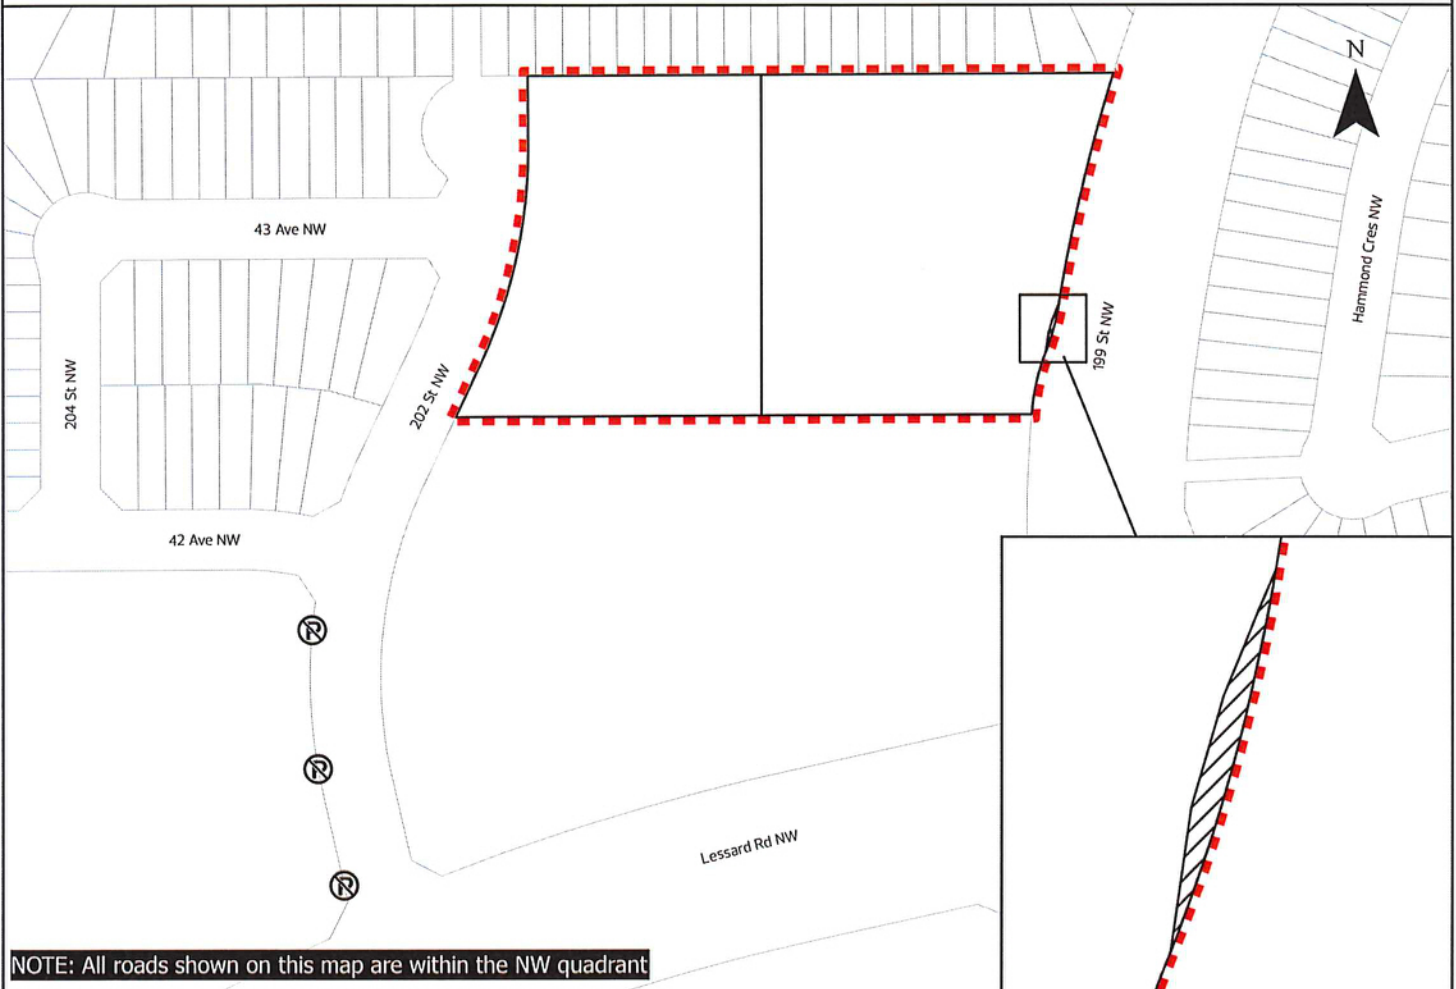 N
43 Ave NW
Hammond Cres NW
199 St NW
204 St NW
202 St NW
42 Ave NW
P
P
Lessard Rd NW
P
NOTE: All roads shown on this map are within the NW quadrant